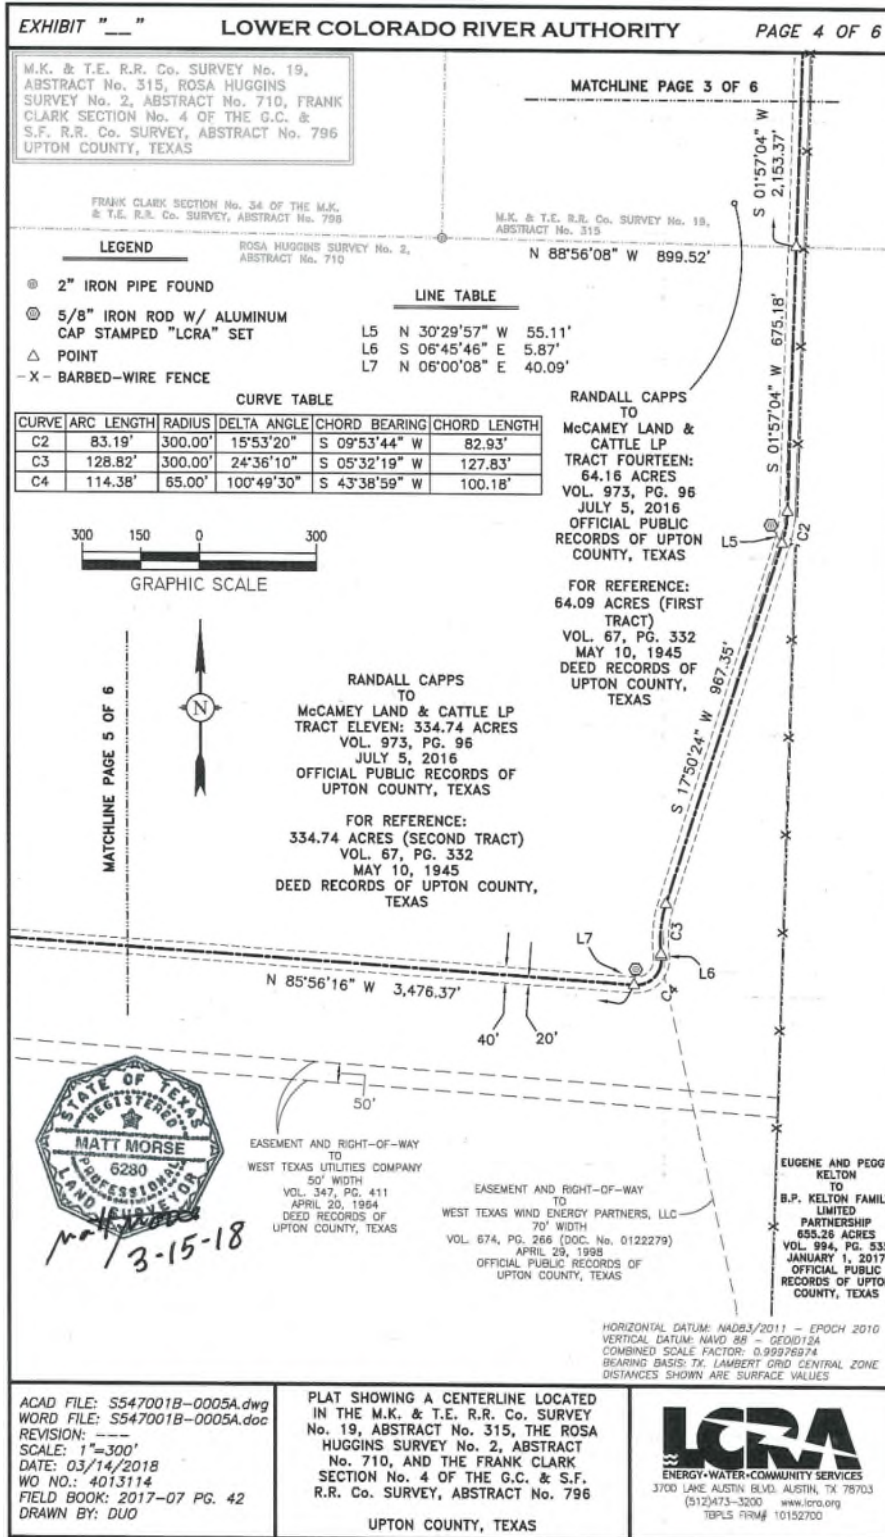 EXHIBIT "__"
LOWER COLORADO RIVER AUTHORITY
PAGE 4 OF 6
M.K. & T.E. R.R. Co. SURVEY No. 19,
ABSTRACT No. 315, ROSA HUGGINS
SURVEY No. 2, ABSTRACT No. 710, FRANK
CLARK SECTION No. 4 OF THE G.C. &
S.F. R.R. Co. SURVEY, ABSTRACT No. 796
UPTON COUNTY, TEXAS
MATCHLINE PAGE 3 OF 6
S 01°57'04" W
2,153.37'
FRANK CLARK SECTION No. 34 OF THE M.K.
& T.E. R.R. Co. SURVEY, ABSTRACT No. 798
M.K. & T.E. R.R. Co. SURVEY No. 19,
ABSTRACT No. 315
ROSA HUGGINS SURVEY No. 2,
ABSTRACT No. 710
N 88°56'08" W 899.52'
LEGEND
2" IRON PIPE FOUND
5/8" IRON ROD W/ ALUMINUM
CAP STAMPED "LCRA" SET
POINT
-X- BARBED-WIRE FENCE
LINE TABLE
L5 N 30°29'57" W 55.11'
L6 S 06°45'46" E 5.87'
L7 N 06°00'08" E 40.09'
S 01°57'04" W 675.18'
CURVE TABLE
CURVE ARC LENGTH RADIUS DELTA ANGLE CHORD BEARING CHORD LENGTH
C2 83.19' 300.00' 15°53'20" S 09°53'44" W 82.93'
C3 128.82' 300.00' 24°36'10" S 05°32'19" W 127.83'
C4 114.38' 65.00' 100°49'30" S 43°38'59" W 100.18'
RANDALL CAPPS
TO
McCAMEY LAND &
CATTLE LP
TRACT FOURTEEN:
64.16 ACRES
VOL. 973, PG. 96
JULY 5, 2016
OFFICIAL PUBLIC
RECORDS OF UPTON
COUNTY, TEXAS
FOR REFERENCE:
64.09 ACRES (FIRST
TRACT)
VOL. 67, PG. 332
MAY 10, 1945
DEED RECORDS OF
UPTON COUNTY,
TEXAS
L5
C2
300 150 0 300
GRAPHIC SCALE
N
MATCHLINE PAGE 5 OF 6
S 17°50'24" W 967.35'
RANDALL CAPPS
TO
McCAMEY LAND & CATTLE LP
TRACT ELEVEN: 334.74 ACRES
VOL. 973, PG. 96
JULY 5, 2016
OFFICIAL PUBLIC RECORDS OF
UPTON COUNTY, TEXAS
FOR REFERENCE:
334.74 ACRES (SECOND TRACT)
VOL. 67, PG. 332
MAY 10, 1945
DEED RECORDS OF UPTON COUNTY,
TEXAS
C3
L7
L6
C4
N 85°56'16" W 3,476.37'
40' 20'
50'
STATE OF TEXAS
REGISTERED
MATT MORSE
6280
PROFESSIONAL
LAND SURVEYOR
Matt Morse
3-15-18
EASEMENT AND RIGHT-OF-WAY
TO
WEST TEXAS UTILITIES COMPANY
50' WIDTH
VOL. 347, PG. 411
APRIL 20, 1964
DEED RECORDS OF
UPTON COUNTY, TEXAS
EASEMENT AND RIGHT-OF-WAY
TO
WEST TEXAS WIND ENERGY PARTNERS, LLC
70' WIDTH
VOL. 674, PG. 266 (DOC. No. 0122279)
APRIL 29, 1998
OFFICIAL PUBLIC RECORDS OF
UPTON COUNTY, TEXAS
EUGENE AND PEGG
KELTON
TO
B.P. KELTON FAMIL
LIMITED
PARTNERSHIP
655.26 ACRES
VOL. 994, PG. 53
JANUARY 1, 2017
OFFICIAL PUBLIC
RECORDS OF UPTO
COUNTY, TEXAS
HORIZONTAL DATUM: NAD83/2011 - EPOCH 2010
VERTICAL DATUM: NAVD 88 - GEOID12A
COMBINED SCALE FACTOR: 0.99976974
BEARING BASIS: TX. LAMBERT GRID CENTRAL ZONE
DISTANCES SHOWN ARE SURFACE VALUES
ACAD FILE: S547001B-0005A.dwg
WORD FILE: S547001B-0005A.doc
REVISION: ---
SCALE: 1"=300'
DATE: 03/14/2018
WO NO.: 4013114
FIELD BOOK: 2017-07 PG. 42
DRAWN BY: DUO
PLAT SHOWING A CENTERLINE LOCATED
IN THE M.K. & T.E. R.R. Co. SURVEY
No. 19, ABSTRACT No. 315, THE ROSA
HUGGINS SURVEY No. 2, ABSTRACT
No. 710, AND THE FRANK CLARK
SECTION No. 4 OF THE G.C. & S.F.
R.R. Co. SURVEY, ABSTRACT No. 796
UPTON COUNTY, TEXAS
LCRA
ENERGY•WATER•COMMUNITY SERVICES
3700 LAKE AUSTIN BLVD. AUSTIN, TX 78703
(512)473-3200 www.lcra.org
TBPLS FIRM# 10152700